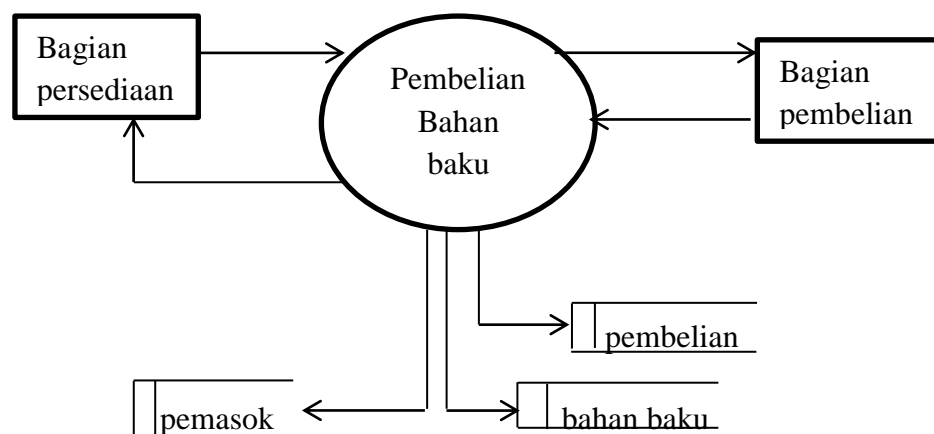 Bagian
persediaan
Pembelian
Bahan
baku
Bagian
pembelian
pembelian
pemasok
bahan baku